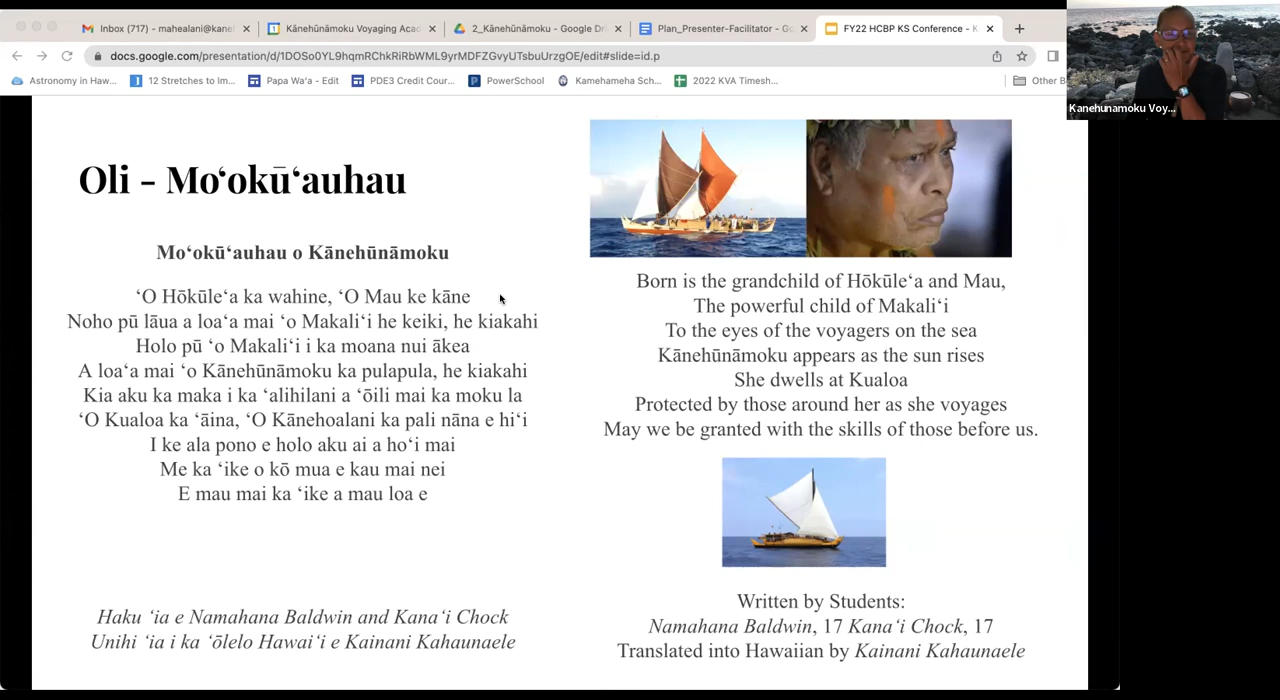 Inbox (717) - mahealani@kanel
Kānehūnāmoku Voyaging Acad
2_Kānehūnāmoku - Google Dri
Plan_Presenter-Facilitator - Go
FY22 HCBP KS Conference - K
docs.google.com/presentation/d/1DOSo0YL9hqmRChkRiRbWML9yrMDFZGvyUTsbuUrzgOE/edit#slide=id.p
Astronomy in Haw...
12 Stretches to Im...
Papa Wa'a - Edit
PDE3 Credit Cour...
PowerSchool
Kamehameha Sch...
2022 KVA Timesh...
Other B
Kanehunamoku Voy...
Oli - Moʻokūʻauhau
Moʻokūʻauhau o Kānehūnāmoku
ʻO Hōkūleʻa ka wahine, ʻO Mau ke kāne
Noho pū lāua a loaʻa mai ʻo Makaliʻi he keiki, he kiakahi
Holo pū ʻo Makaliʻi i ka moana nui ākea
A loaʻa mai ʻo Kānehūnāmoku ka pulapula, he kiakahi
Kia aku ka maka i ka ʻalihilani a ʻōili mai ka moku la
ʻO Kualoa ka ʻāina, ʻO Kānehoalani ka pali nāna e hiʻi
I ke ala pono e holo aku ai a hoʻi mai
Me ka ʻike o kō mua e kau mai nei
E mau mai ka ʻike a mau loa e
Haku ʻia e Namahana Baldwin and Kanaʻi Chock
Unihi ʻia i ka ʻōlelo Hawaiʻi e Kainani Kahaunaele
Born is the grandchild of Hōkūleʻa and Mau,
The powerful child of Makaliʻi
To the eyes of the voyagers on the sea
Kānehūnāmoku appears as the sun rises
She dwells at Kualoa
Protected by those around her as she voyages
May we be granted with the skills of those before us.
Written by Students:
Namahana Baldwin, 17 Kanaʻi Chock, 17
Translated into Hawaiian by Kainani Kahaunaele